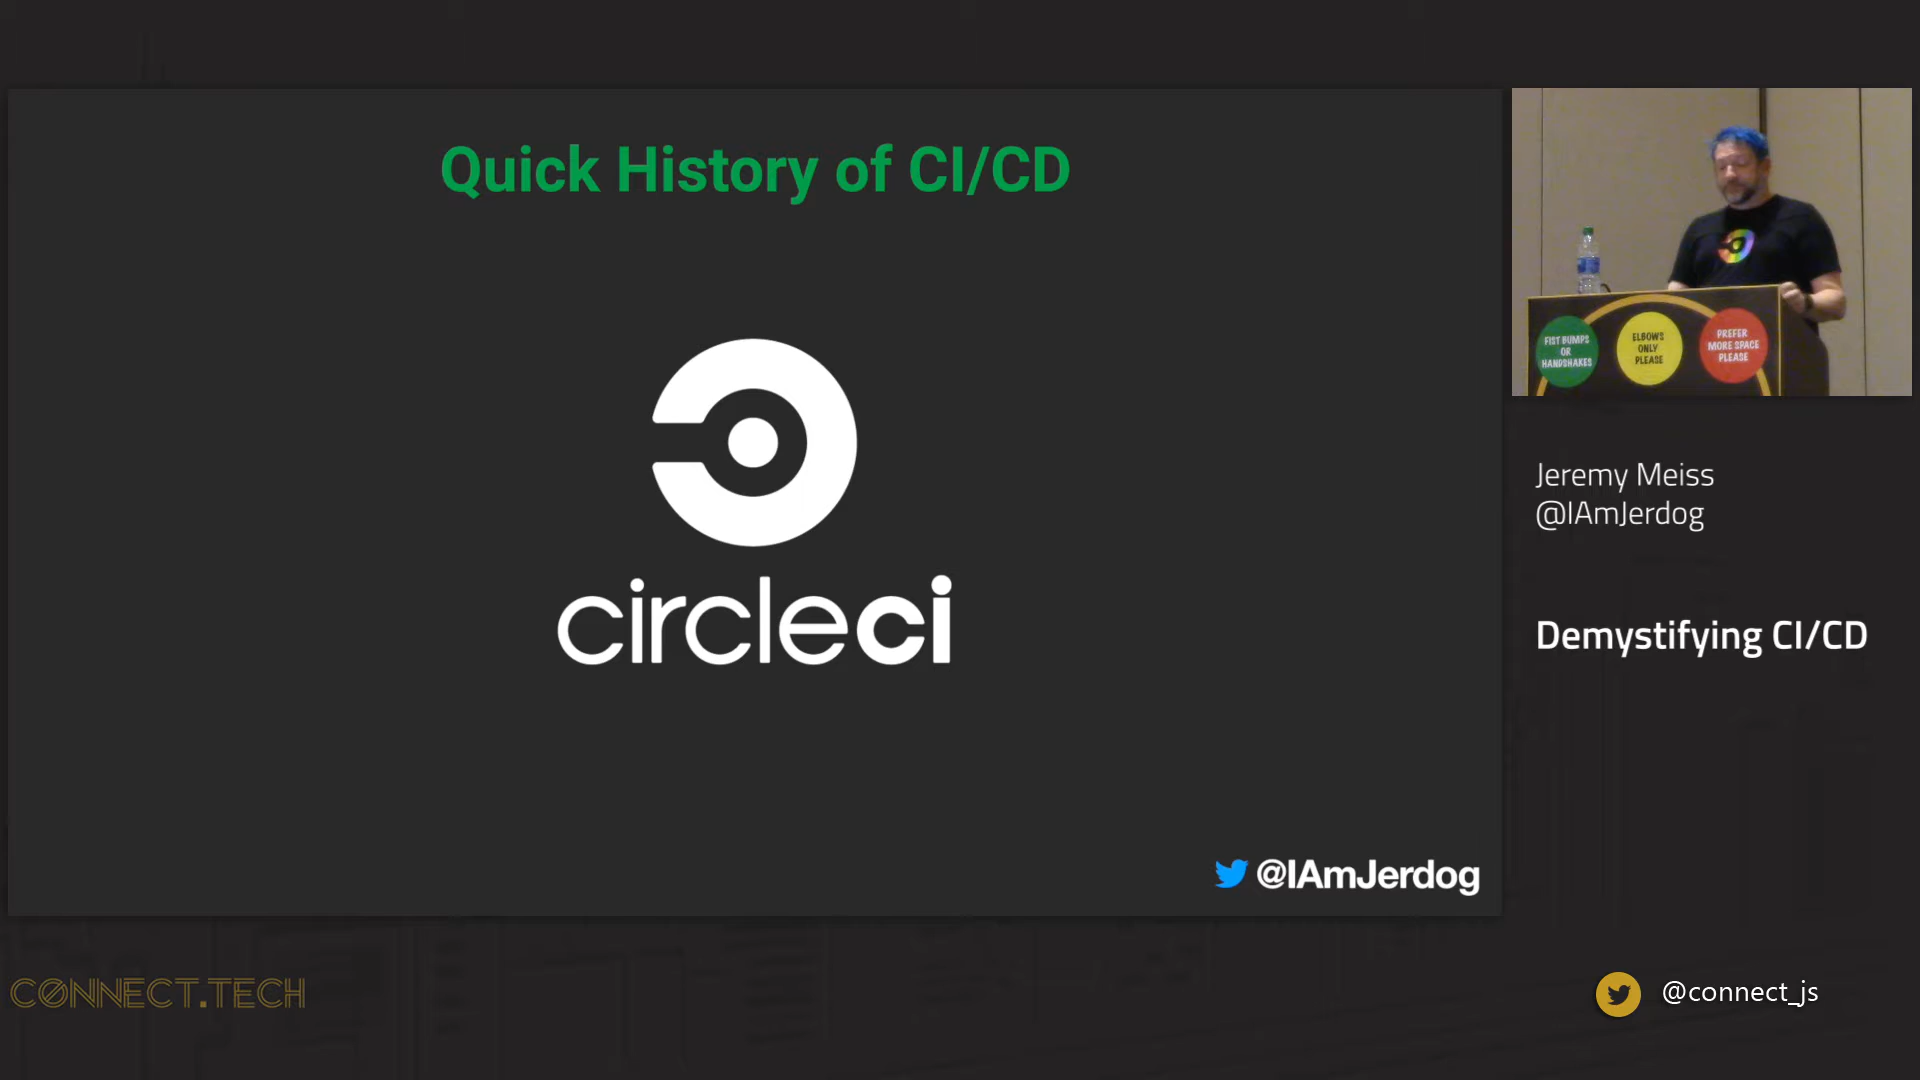 Quick History of CI/CD
circleci
@IAmJerdog
FIST BUMPS
OR
HANDSHAKES
ELBOWS
ONLY
PLEASE
PREFER
MORE SPACE
PLEASE
Jeremy Meiss
@IAmJerdog
Demystifying CI/CD
CONNECT.TECH
@connect_js